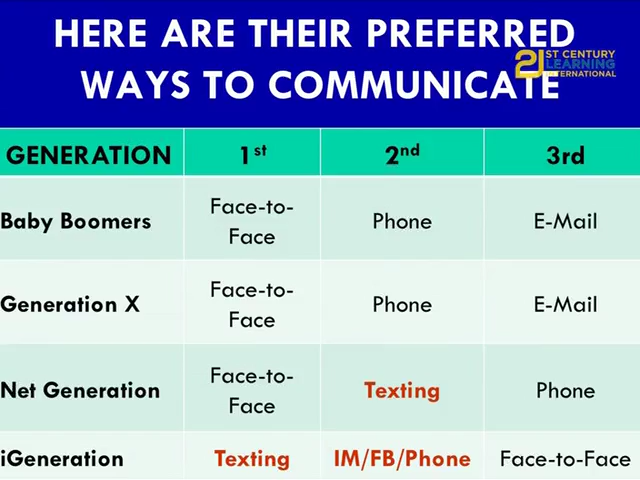 HERE ARE THEIR PREFERRED
WAYS TO COMMUNICATE
21ST CENTURY
LEARNING
INTERNATIONAL
GENERATION 1st 2nd 3rd
Baby Boomers Face-to-Face Phone E-Mail
Generation X Face-to-Face Phone E-Mail
Net Generation Face-to-Face Texting Phone
iGeneration Texting IM/FB/Phone Face-to-Face